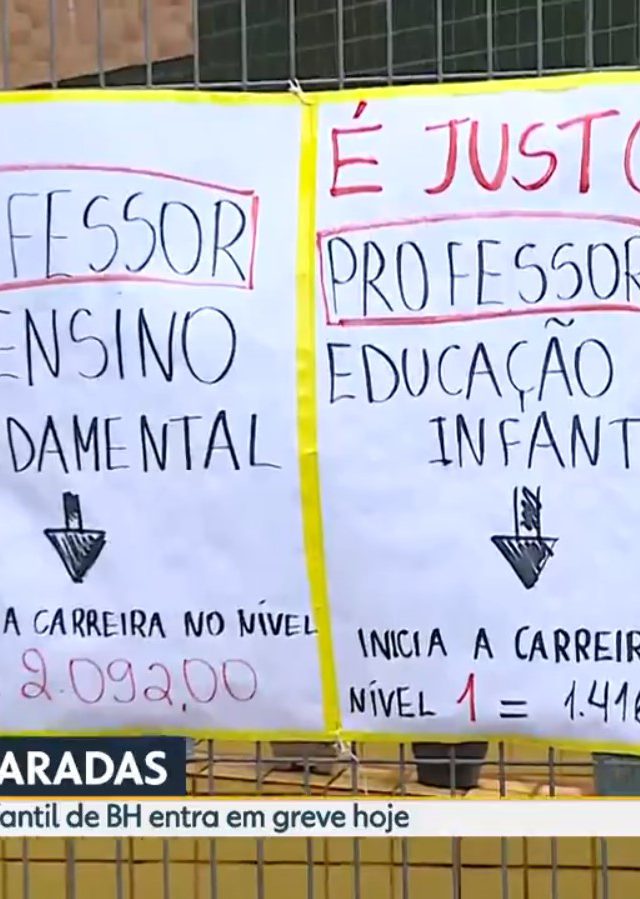 FESSOR
ENSINO
DAMENTAL
A CARREIRA NO NÍVEL
2.092,00
É JUSTO
PROFESSOR
EDUCAÇÃO
INFANT
INICIA A CARREIR
NÍVEL 1 = 1.416
ARADAS
antil de BH entra em greve hoje